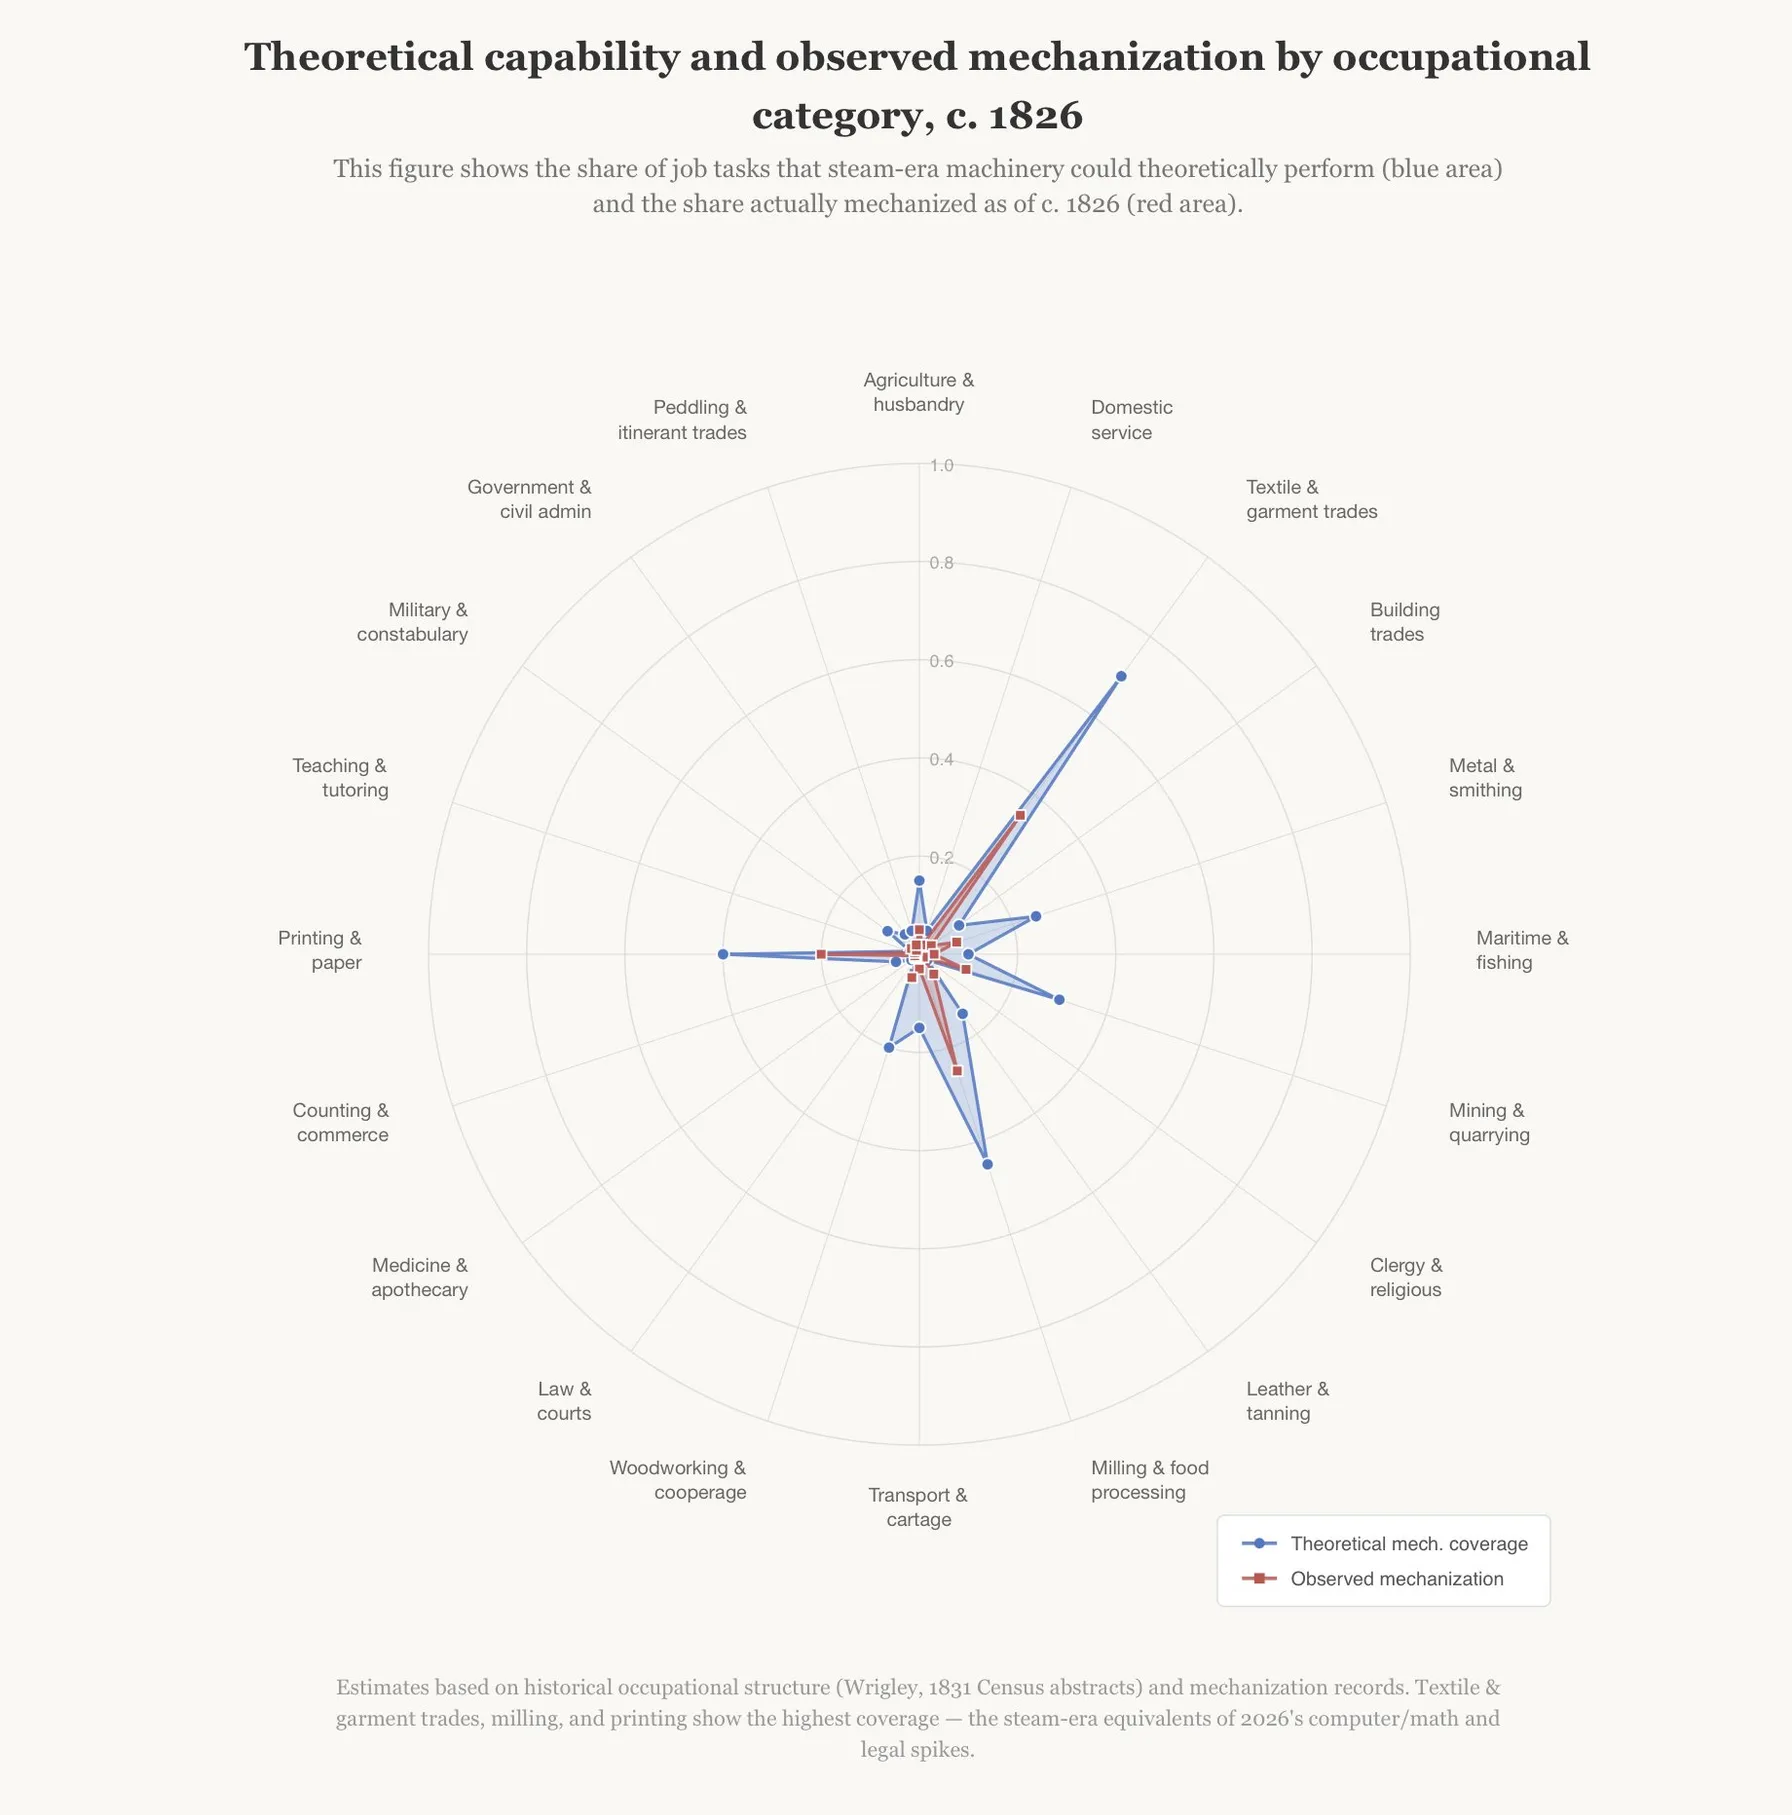 Theoretical capability and observed mechanization by occupational
category, c. 1826
This figure shows the share of job tasks that steam-era machinery could theoretically perform (blue area)
and the share actually mechanized as of c. 1826 (red area).
Agriculture &
husbandry
Domestic
service
Textile &
garment trades
Building
trades
Metal &
smithing
Maritime &
fishing
Mining &
quarrying
Clergy &
religious
Leather &
tanning
Milling & food
processing
Transport &
cartage
Woodworking &
cooperage
Law &
courts
Medicine &
apothecary
Counting &
commerce
Printing &
paper
Teaching &
tutoring
Military &
constabulary
Government &
civil admin
Peddling &
itinerant trades
1.0
0.8
0.6
0.4
0.2
Theoretical mech. coverage
Observed mechanization
Estimates based on historical occupational structure (Wrigley, 1831 Census abstracts) and mechanization records. Textile &
garment trades, milling, and printing show the highest coverage — the steam-era equivalents of 2026's computer/math and
legal spikes.